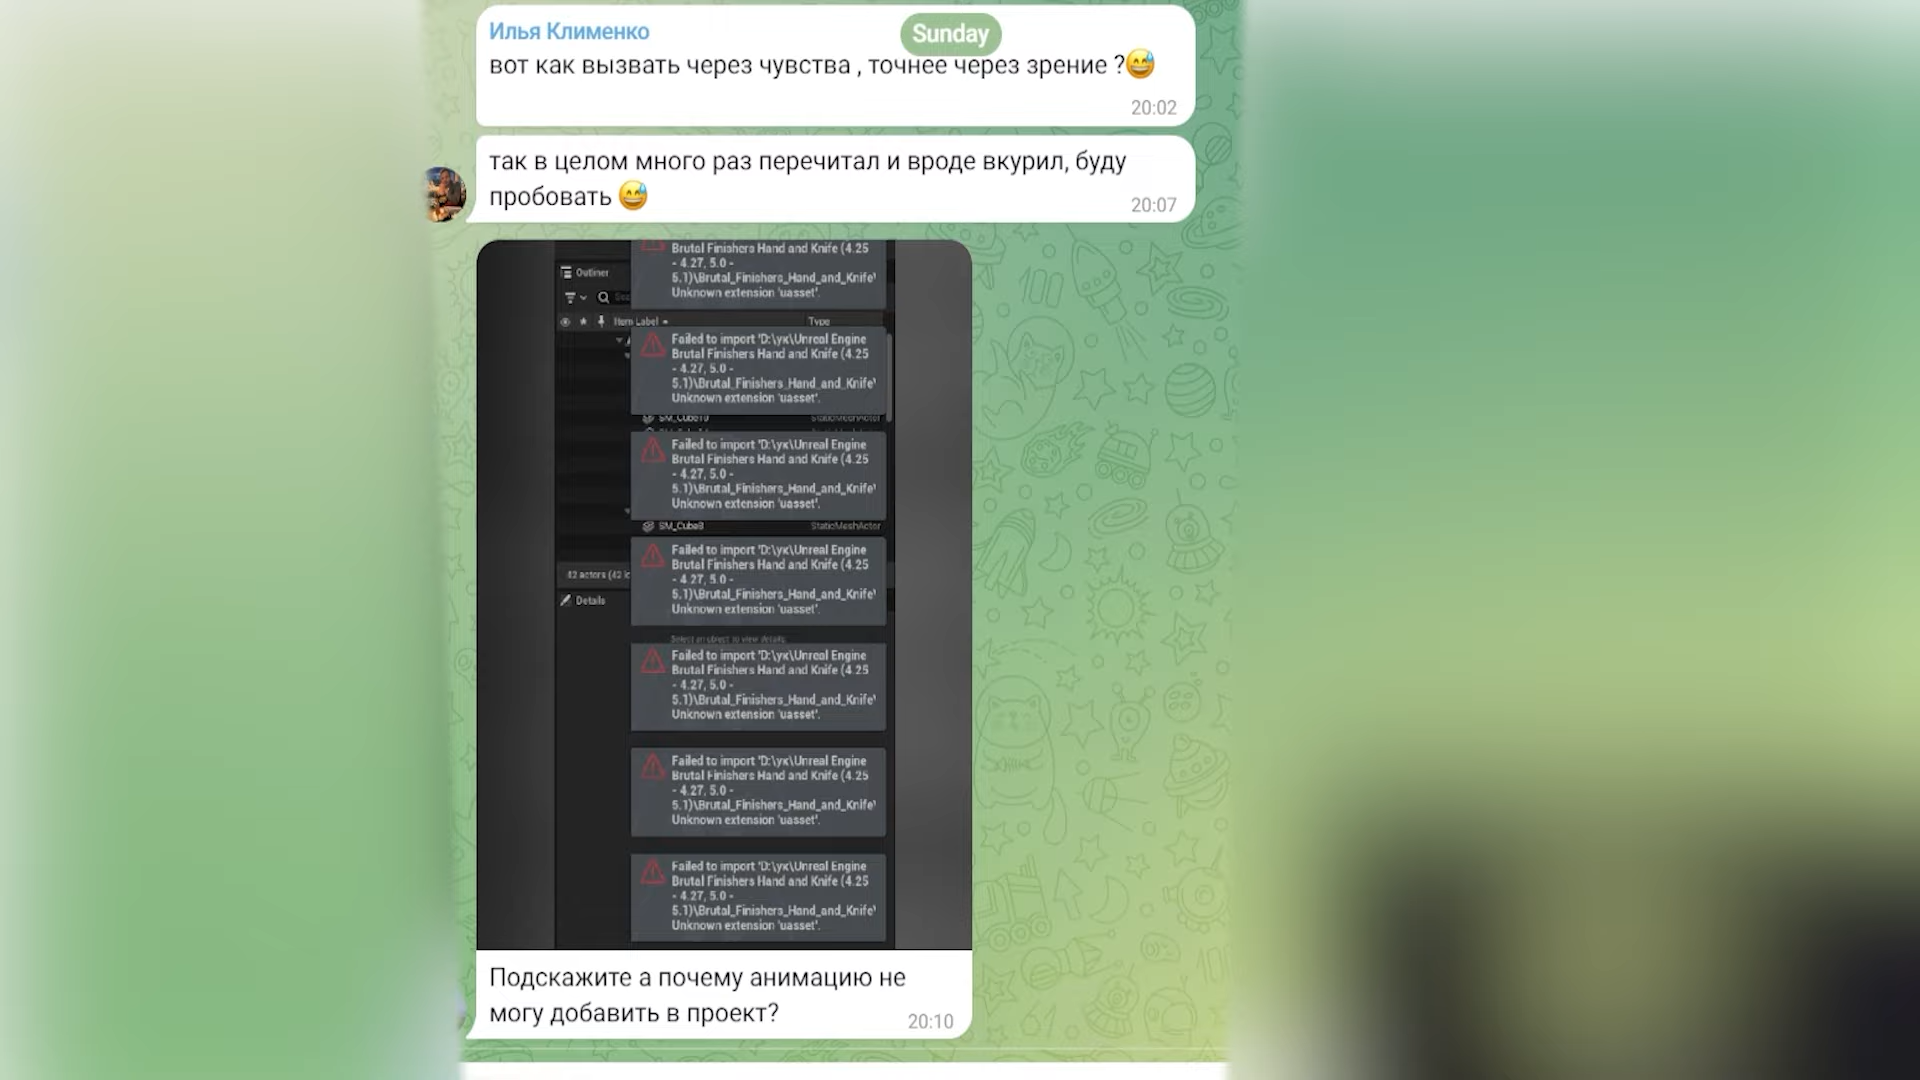 Илья Клименко
Sunday
вот как вызвать через чувства , точнее через зрение ?😅
20:02
так в целом много раз перечитал и вроде вкурил, буду
пробовать 😅
20:07
Brutal Finishers Hand and Knife (4.25
- 4.27, 5.0 -
5.1)\Brutal_Finishers_Hand_and_Knife\
Unknown extension 'uasset'.
Outliner
Item Label
Type
Failed to import 'D:\ук\Unreal Engine
Brutal Finishers Hand and Knife (4.25
- 4.27, 5.0 -
5.1)\Brutal_Finishers_Hand_and_Knife\
Unknown extension 'uasset'.
SM_Cube10
StaticMeshActor
Failed to import 'D:\ук\Unreal Engine
Brutal Finishers Hand and Knife (4.25
- 4.27, 5.0 -
5.1)\Brutal_Finishers_Hand_and_Knife\
Unknown extension 'uasset'.
SM_Cube8
StaticMeshActor
Failed to import 'D:\ук\Unreal Engine
Brutal Finishers Hand and Knife (4.25
- 4.27, 5.0 -
5.1)\Brutal_Finishers_Hand_and_Knife\
Unknown extension 'uasset'.
42 actors (42
Details
Select an object to view details.
Failed to import 'D:\ук\Unreal Engine
Brutal Finishers Hand and Knife (4.25
- 4.27, 5.0 -
5.1)\Brutal_Finishers_Hand_and_Knife\
Unknown extension 'uasset'.
Failed to import 'D:\ук\Unreal Engine
Brutal Finishers Hand and Knife (4.25
- 4.27, 5.0 -
5.1)\Brutal_Finishers_Hand_and_Knife\
Unknown extension 'uasset'.
Failed to import 'D:\ук\Unreal Engine
Brutal Finishers Hand and Knife (4.25
- 4.27, 5.0 -
5.1)\Brutal_Finishers_Hand_and_Knife\
Unknown extension 'uasset'.
Подскажите а почему анимацию не
могу добавить в проект?
20:10